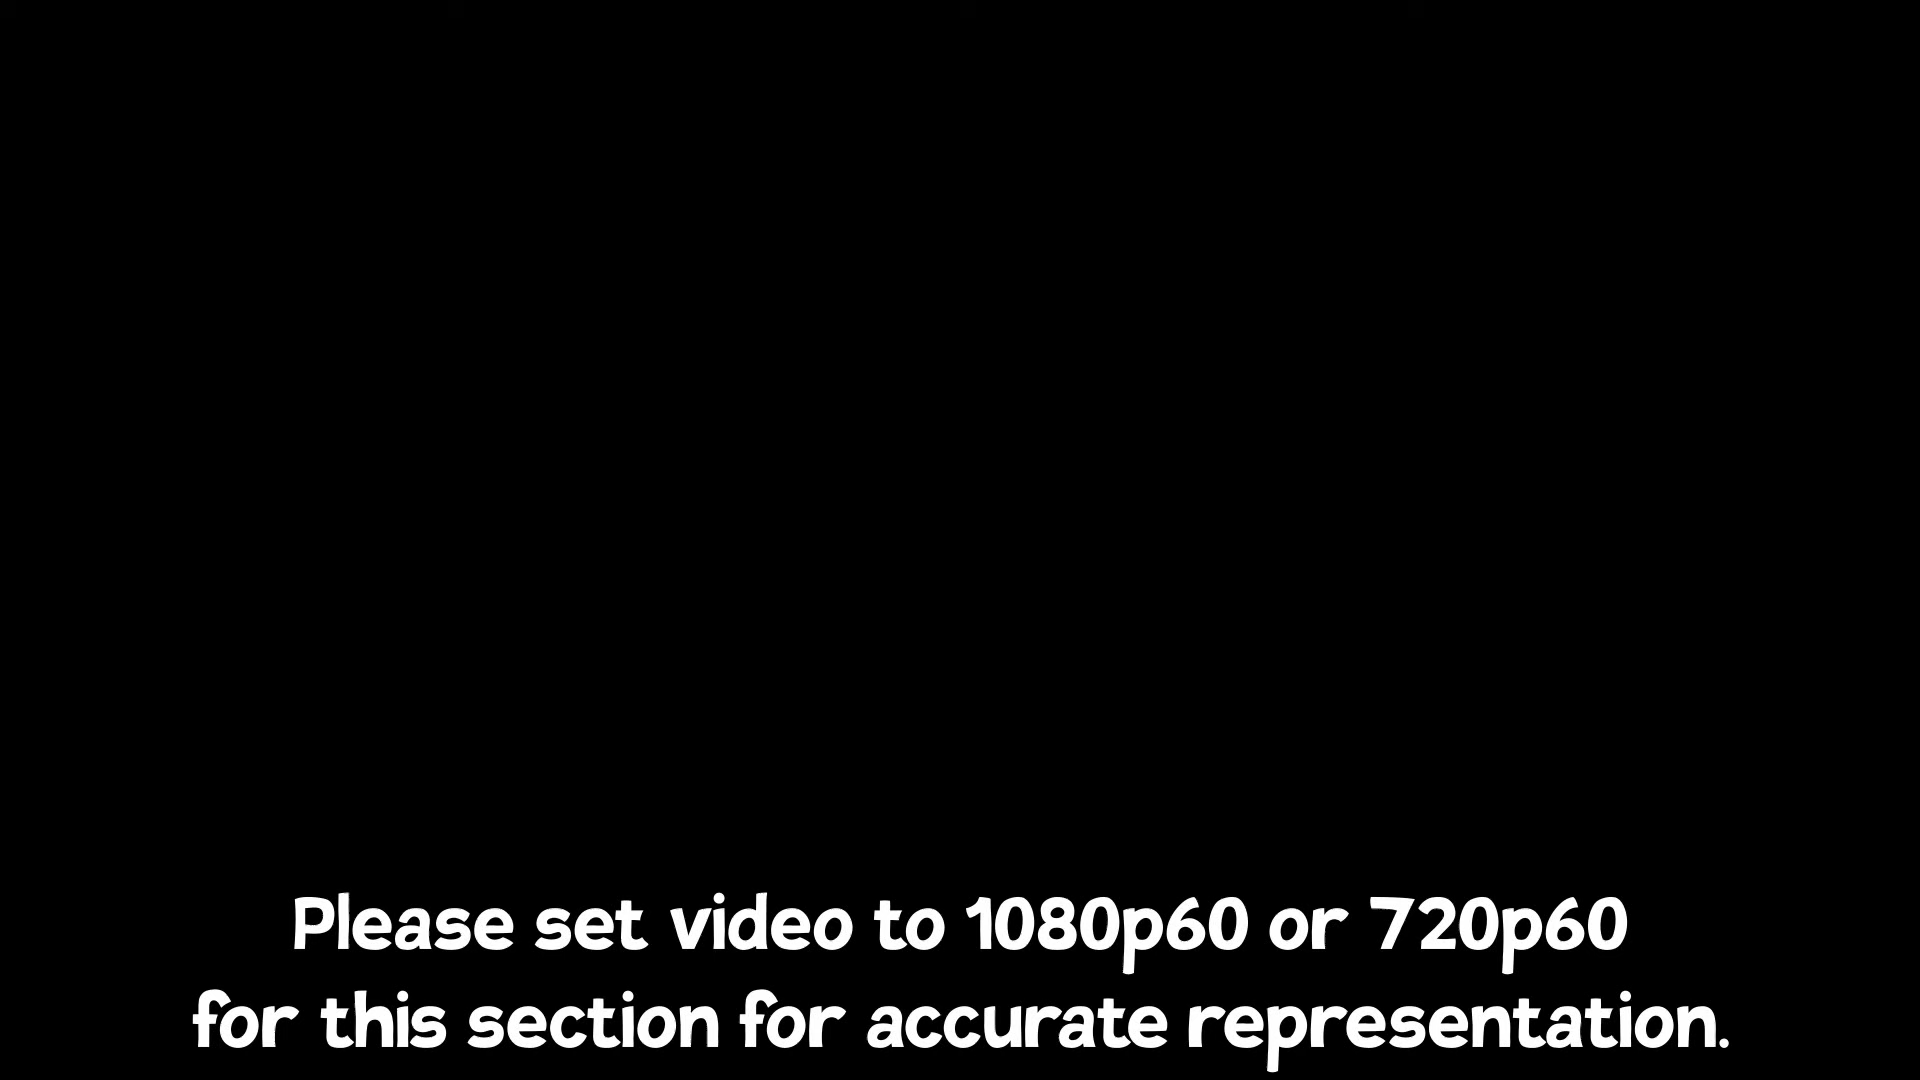 Please set video to 1080p60 or 720p60
for this section for accurate representation.